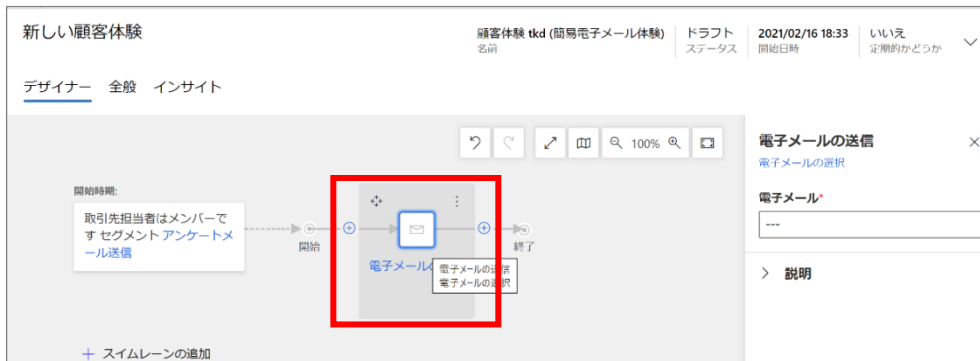 新しい顧客体験
顧客体験 tkd (簡易電子メール体験)
名前
ドラフト
ステータス
2021/02/16 18:33
開始日時
いいえ
定期的かどうか
デザイナー 全般 インサイト
100%
開始時期:
取引先担当者はメンバーで
す セグメント アンケートメ
ール送信
開始
電子メールの
電子メールの送信
電子メールの選択
終了
スイムレーンの追加
電子メールの送信
電子メールの選択
電子メール*
---
説明